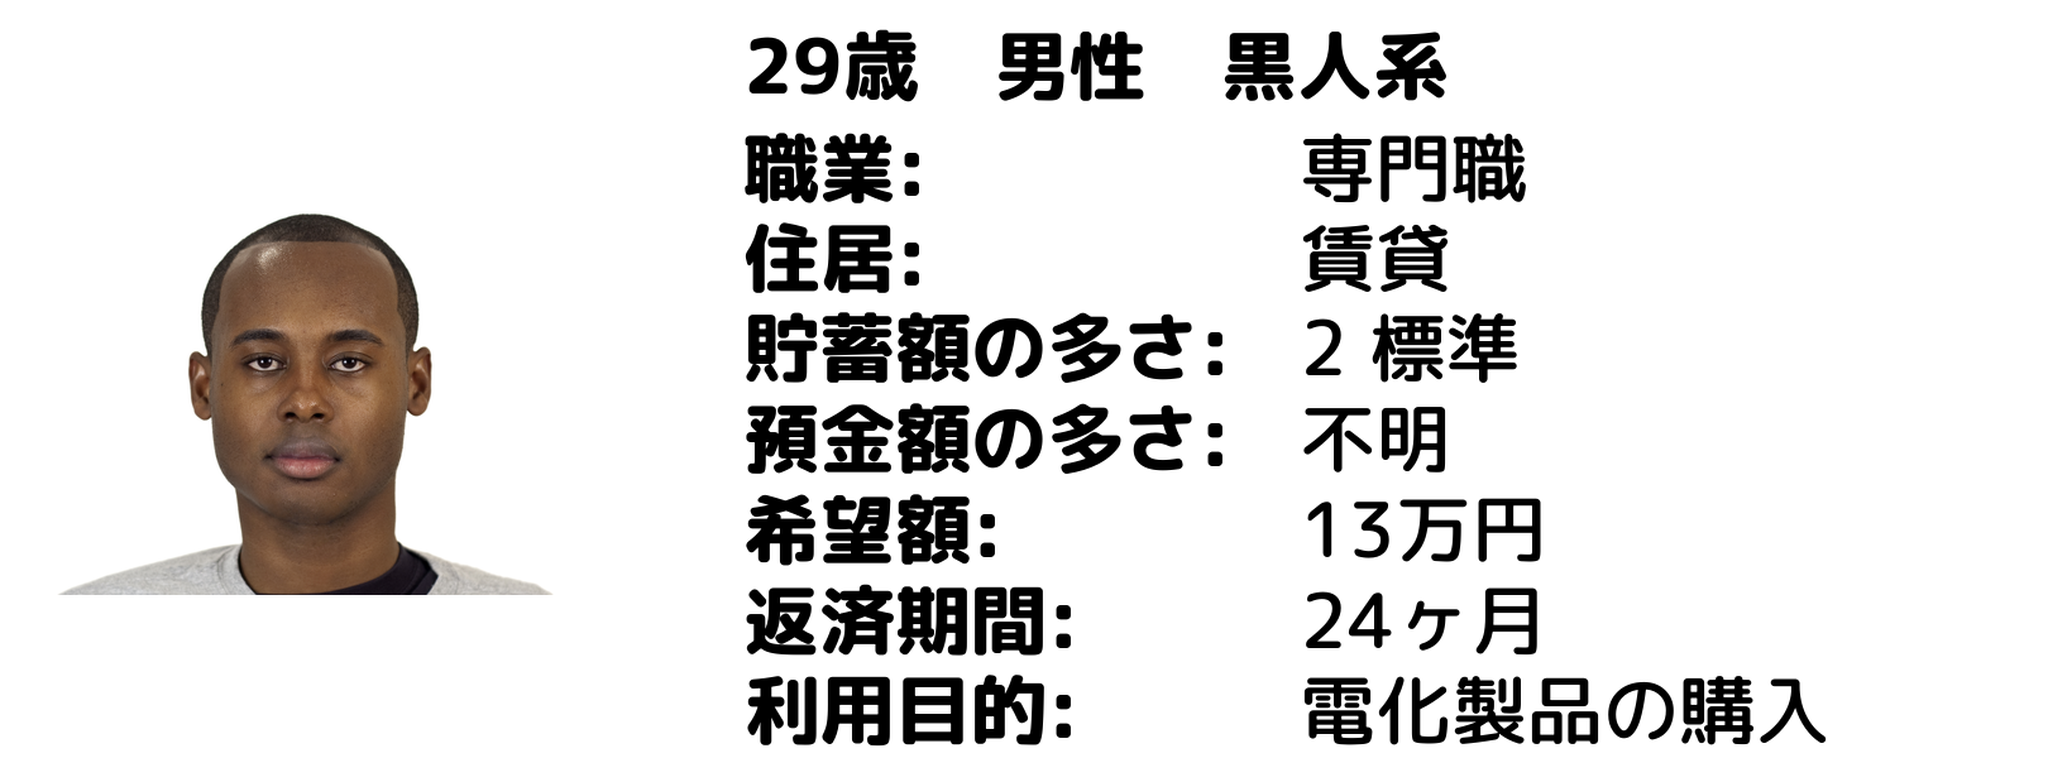 29歳　男性　黒人系
職業: 専門職
住居: 賃貸
貯蓄額の多さ: 2 標準
預金額の多さ: 不明
希望額: 13万円
返済期間: 24ヶ月
利用目的: 電化製品の購入